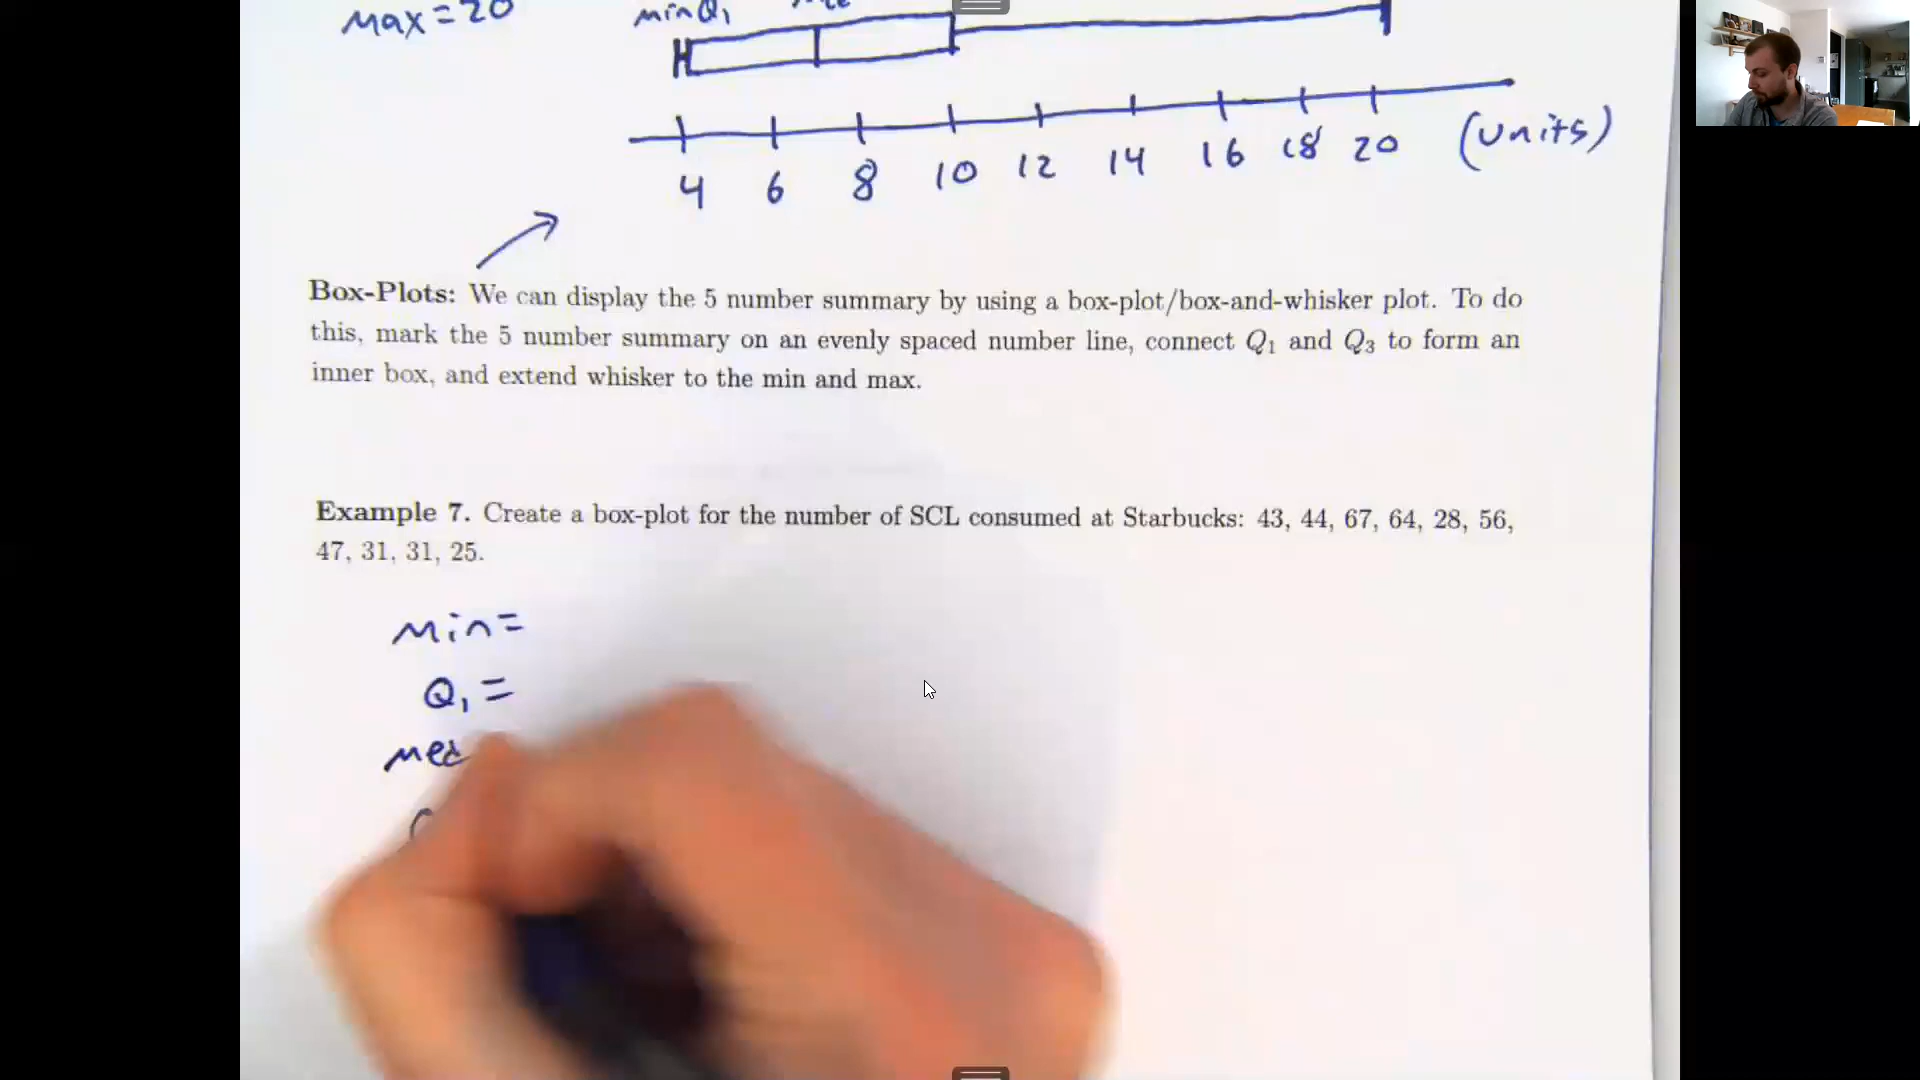 Max=20
min Q1
4 6 8 10 12 14 16 18 20 (units)
Box-Plots: We can display the 5 number summary by using a box-plot/box-and-whisker plot. To do
this, mark the 5 number summary on an evenly spaced number line, connect Q1 and Q3 to form an
inner box, and extend whisker to the min and max.
Example 7. Create a box-plot for the number of SCL consumed at Starbucks: 43, 44, 67, 64, 28, 56,
47, 31, 31, 25.
Min=
Q1=
Med